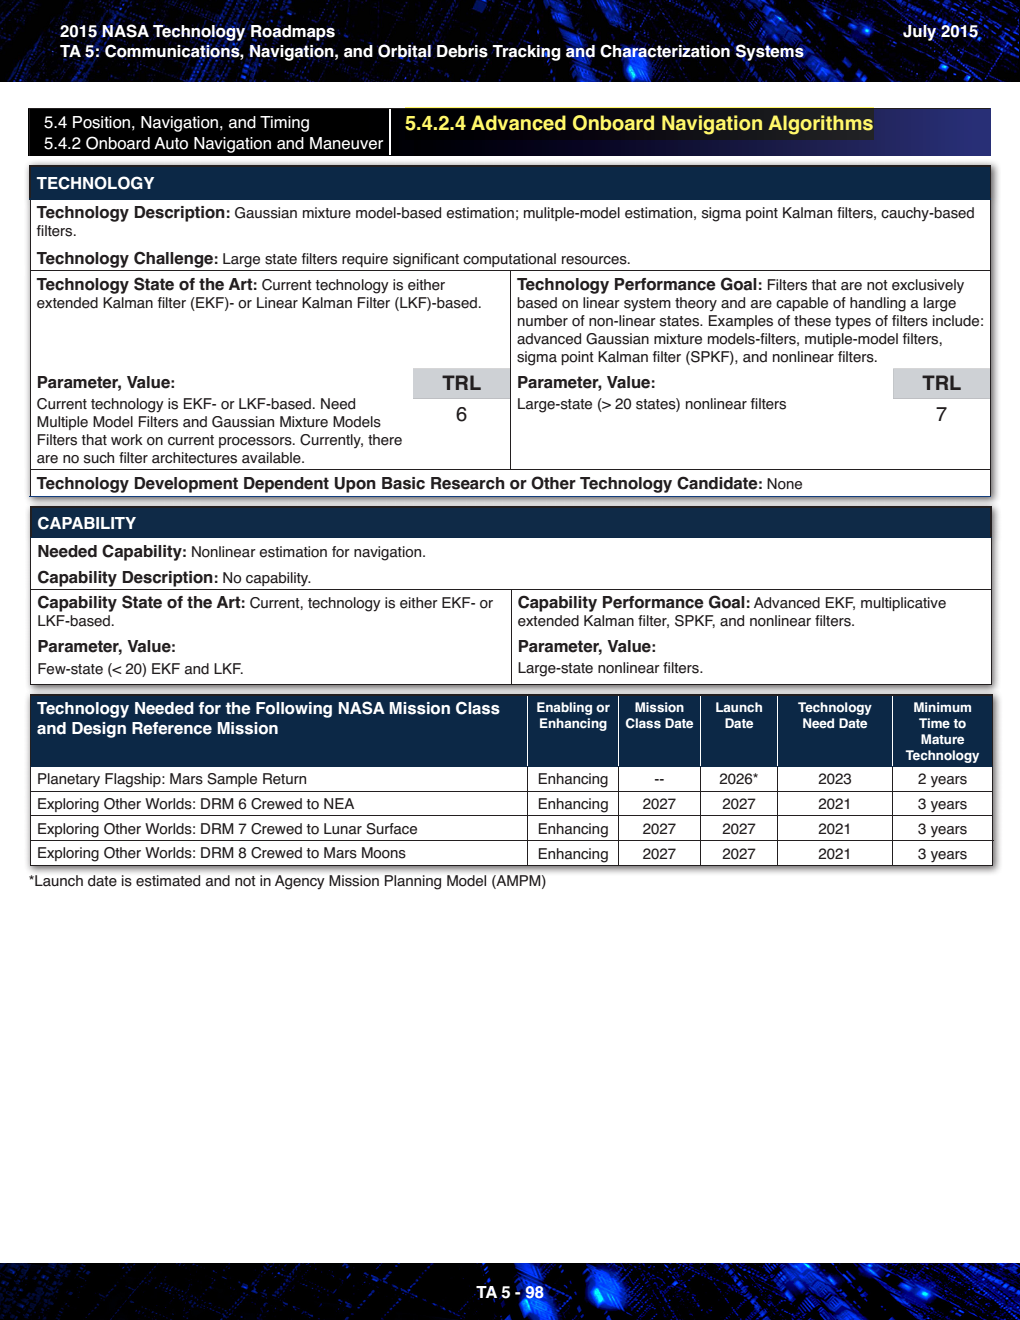 2015 NASA Technology Roadmaps
July 2015
TA 5: Communications, Navigation, and Orbital Debris Tracking and Characterization Systems
5.4 Position, Navigation, and Timing
5.4.2 Onboard Auto Navigation and Maneuver
5.4.2.4 Advanced Onboard Navigation Algorithms
TECHNOLOGY
Technology Description: Gaussian mixture model-based estimation; mulitple-model estimation, sigma point Kalman filters, cauchy-based
filters.
Technology Challenge: Large state filters require significant computational resources.
Technology State of the Art: Current technology is either
extended Kalman filter (EKF)- or Linear Kalman Filter (LKF)-based.
Parameter, Value:
Current technology is EKF- or LKF-based. Need
Multiple Model Filters and Gaussian Mixture Models
Filters that work on current processors. Currently, there
are no such filter architectures available.
TRL
6
Technology Performance Goal: Filters that are not exclusively
based on linear system theory and are capable of handling a large
number of non-linear states. Examples of these types of filters include:
advanced Gaussian mixture models-filters, mutiple-model filters,
sigma point Kalman filter (SPKF), and nonlinear filters.
Parameter, Value:
Large-state (> 20 states) nonlinear filters
TRL
7
Technology Development Dependent Upon Basic Research or Other Technology Candidate: None
CAPABILITY
Needed Capability: Nonlinear estimation for navigation.
Capability Description: No capability.
Capability State of the Art: Current, technology is either EKF- or
LKF-based.
Parameter, Value:
Few-state (< 20) EKF and LKF.
Capability Performance Goal: Advanced EKF, multiplicative
extended Kalman filter, SPKF, and nonlinear filters.
Parameter, Value:
Large-state nonlinear filters.
Technology Needed for the Following NASA Mission Class
and Design Reference Mission
Enabling or
Enhancing
Mission
Class Date
Launch
Date
Technology
Need Date
Minimum
Time to
Mature
Technology
Planetary Flagship: Mars Sample Return Enhancing -- 2026* 2023 2 years
Exploring Other Worlds: DRM 6 Crewed to NEA Enhancing 2027 2027 2021 3 years
Exploring Other Worlds: DRM 7 Crewed to Lunar Surface Enhancing 2027 2027 2021 3 years
Exploring Other Worlds: DRM 8 Crewed to Mars Moons Enhancing 2027 2027 2021 3 years
*Launch date is estimated and not in Agency Mission Planning Model (AMPM)
TA 5 - 98